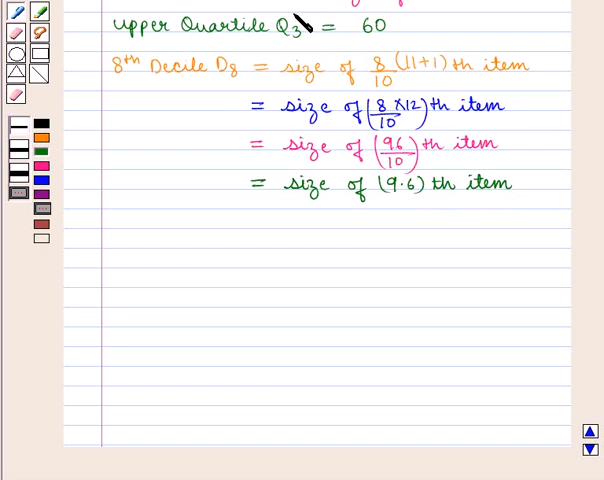 upper Quartile Q3 = 60
8th Decile D8 = size of 8/10 (11+1) th item
= size of (8/10 ×12) th item
= size of (96/10) th item
= size of (9.6) th item